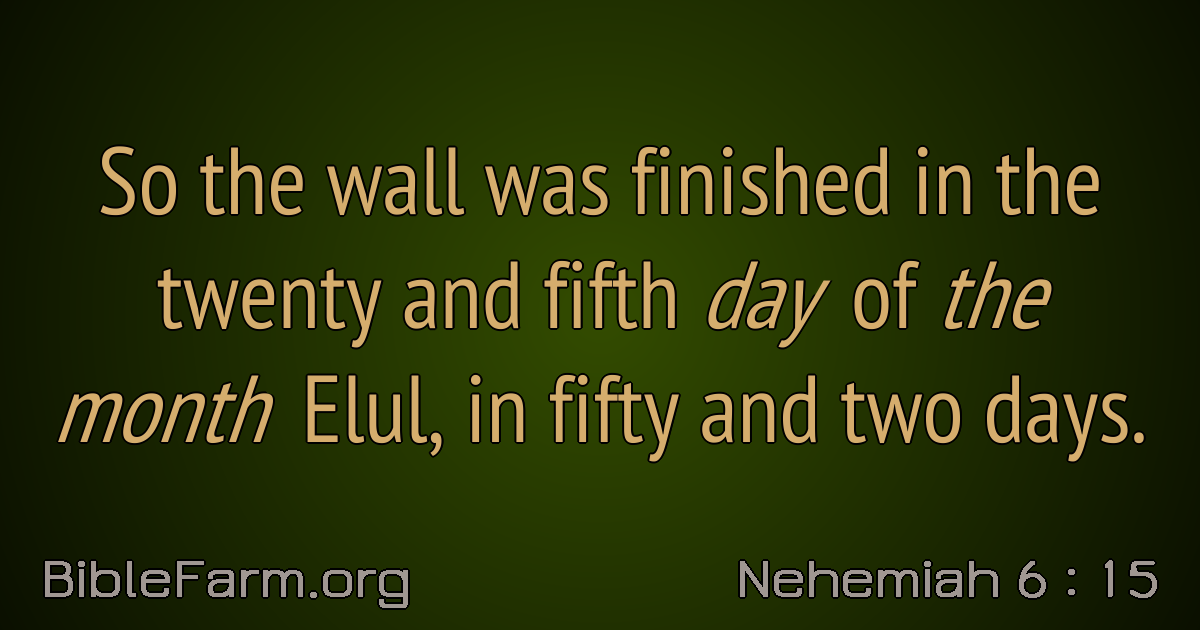 So the wall was finished in the
twenty and fifth day of the
month Elul, in fifty and two days.
BibleFarm.org
Nehemiah 6 : 15